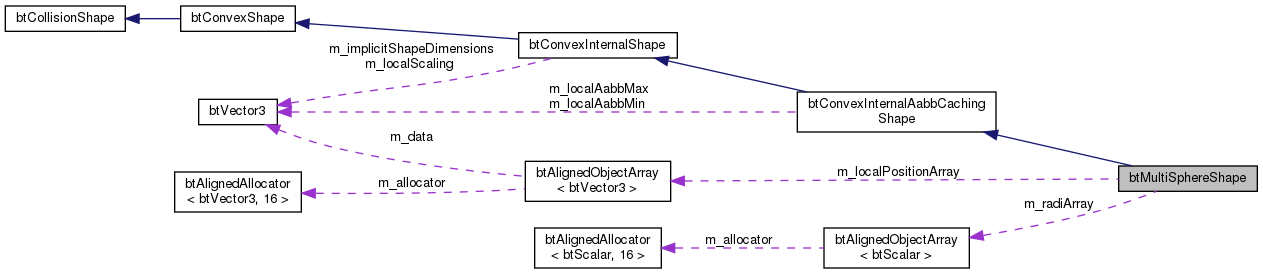 btCollisionShape
btConvexShape
btConvexInternalShape
m_implicitShapeDimensions
m_localScaling
btVector3
m_localAabbMax
m_localAabbMin
btConvexInternalAabbCaching
Shape
m_data
btAlignedAllocator
< btVector3, 16 >
m_allocator
btAlignedObjectArray
< btVector3 >
m_localPositionArray
btMultiSphereShape
m_radiArray
btAlignedAllocator
< btScalar, 16 >
m_allocator
btAlignedObjectArray
< btScalar >